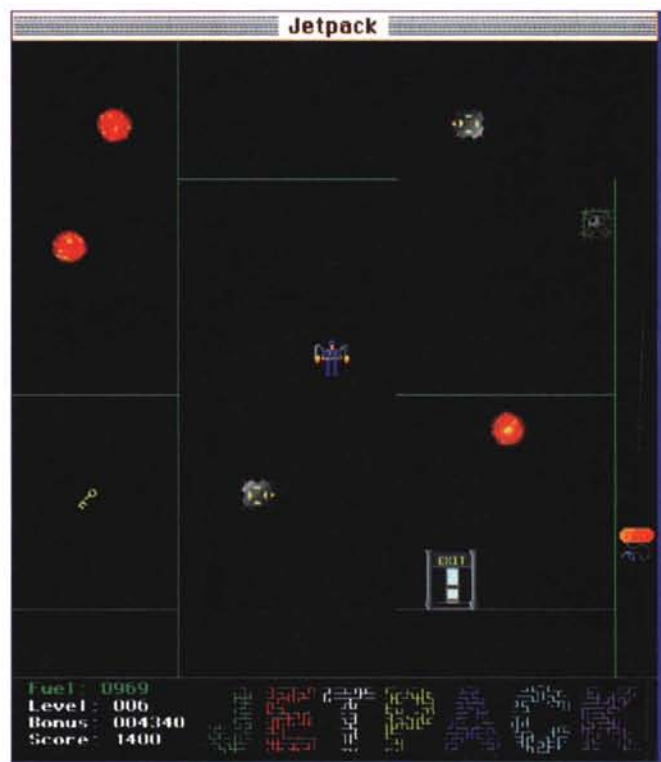 Jetpack
EXIT
Fuel: 0969
Level: 006
Bonus: 004340
Score: 1400
JETPACK